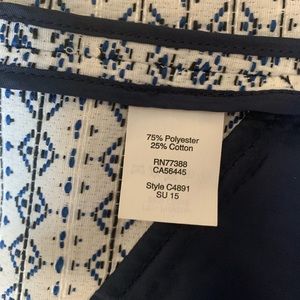 75% Polyester
25% Cotton
RN77388
CA56445
Style C4891
SU 15